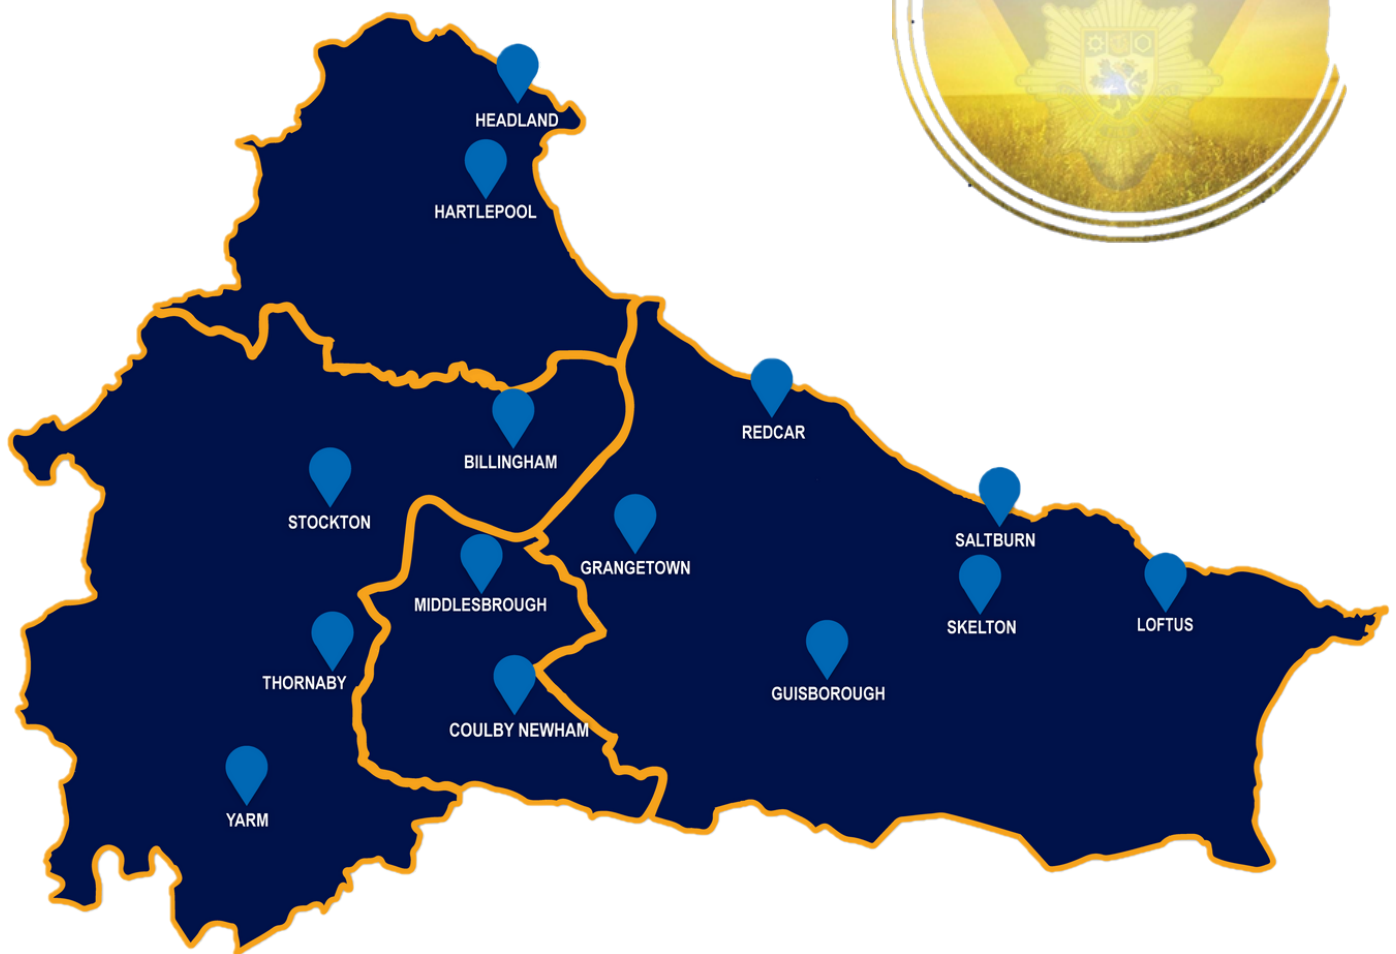 HEADLAND
HARTLEPOOL
REDCAR
BILLINGHAM
STOCKTON
SALTBURN
GRANGETOWN
MIDDLESBROUGH
SKELTON
LOFTUS
THORNABY
GUISBOROUGH
COULBY NEWHAM
YARM